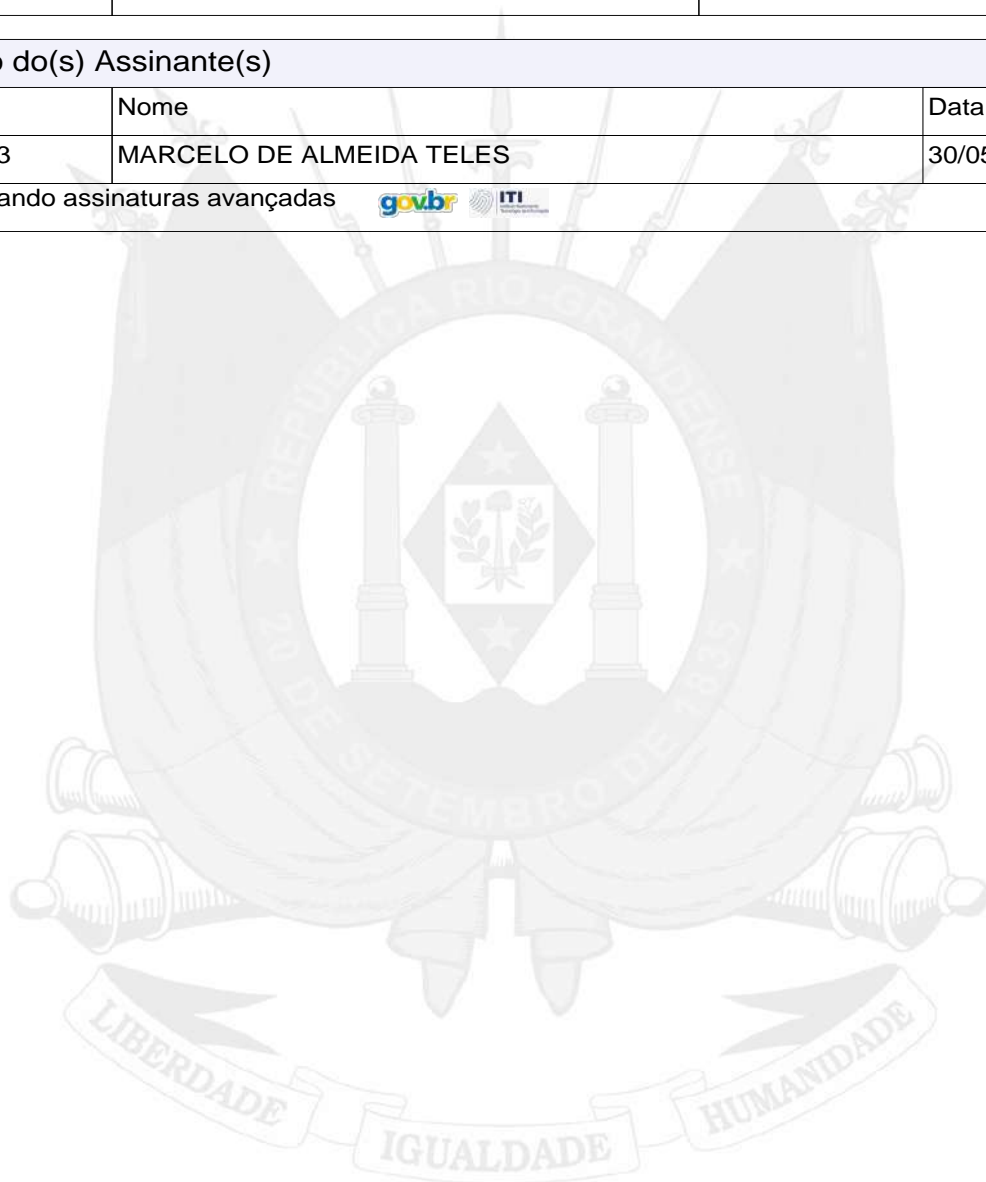 o do(s) Assinante(s)
Nome
Data
3
MARCELO DE ALMEIDA TELES
30/05
ando assinaturas avançadas
gov.br
ITI
REPÚBLICA RIO-GRANDENSE
20 DE SETEMBRO DE 1835
LIBERDADE
IGUALDADE
HUMANIDADE